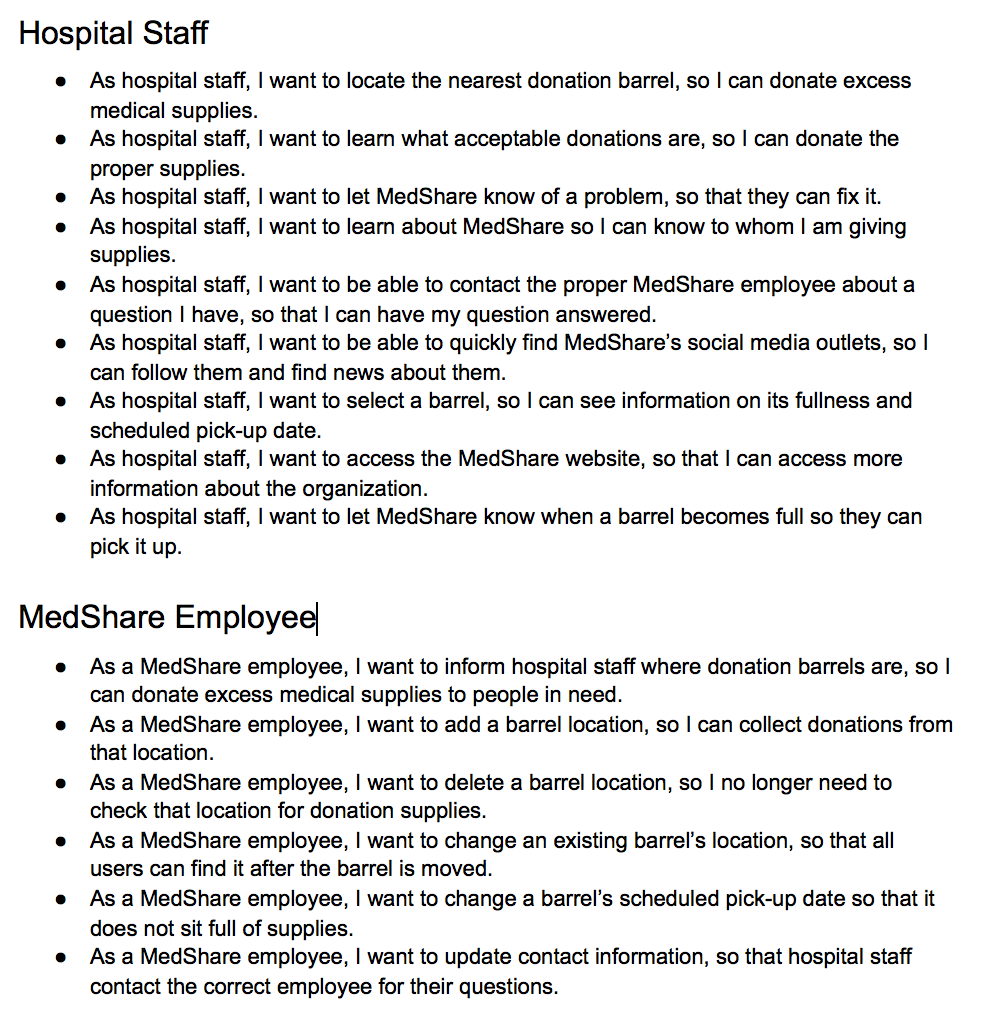 Hospital Staff
● As hospital staff, I want to locate the nearest donation barrel, so I can donate excess
medical supplies.
● As hospital staff, I want to learn what acceptable donations are, so I can donate the
proper supplies.
● As hospital staff, I want to let MedShare know of a problem, so that they can fix it.
● As hospital staff, I want to learn about MedShare so I can know to whom I am giving
supplies.
● As hospital staff, I want to be able to contact the proper MedShare employee about a
question I have, so that I can have my question answered.
● As hospital staff, I want to be able to quickly find MedShare’s social media outlets, so I
can follow them and find news about them.
● As hospital staff, I want to select a barrel, so I can see information on its fullness and
scheduled pick-up date.
● As hospital staff, I want to access the MedShare website, so that I can access more
information about the organization.
● As hospital staff, I want to let MedShare know when a barrel becomes full so they can
pick it up.
MedShare Employee
● As a MedShare employee, I want to inform hospital staff where donation barrels are, so I
can donate excess medical supplies to people in need.
● As a MedShare employee, I want to add a barrel location, so I can collect donations from
that location.
● As a MedShare employee, I want to delete a barrel location, so I no longer need to
check that location for donation supplies.
● As a MedShare employee, I want to change an existing barrel’s location, so that all
users can find it after the barrel is moved.
● As a MedShare employee, I want to change a barrel’s scheduled pick-up date so that it
does not sit full of supplies.
● As a MedShare employee, I want to update contact information, so that hospital staff
contact the correct employee for their questions.